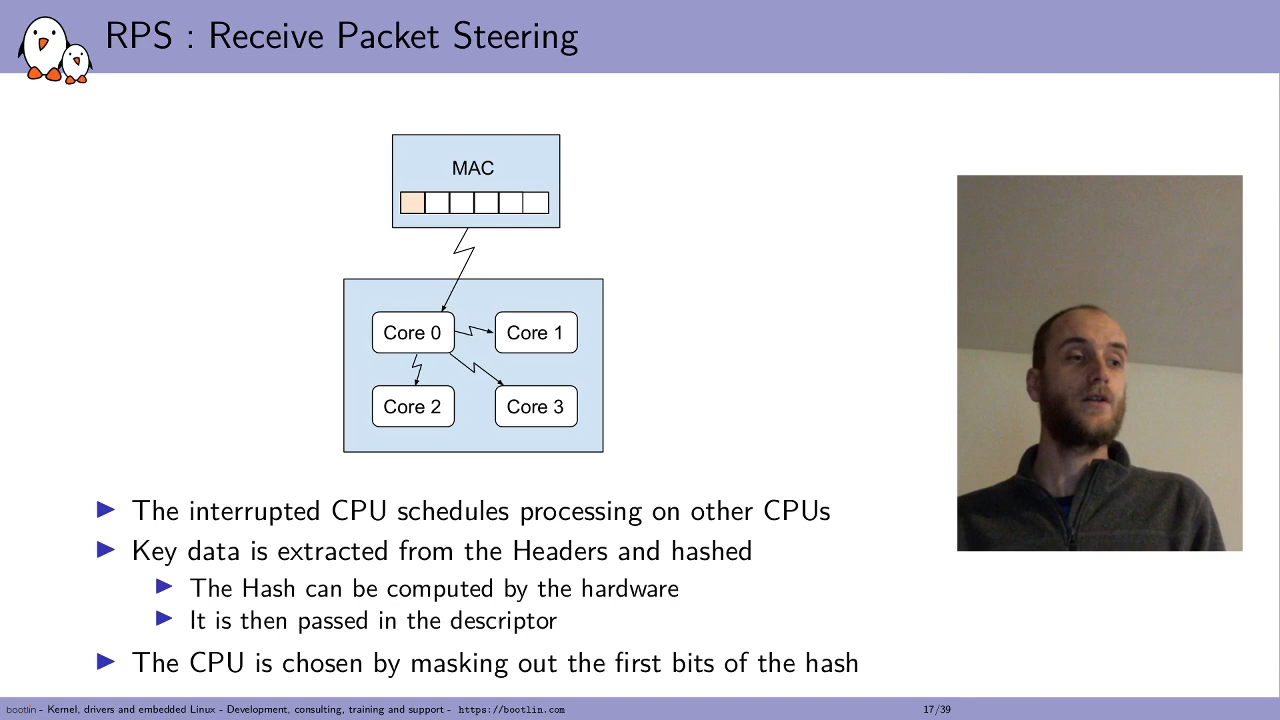 RPS : Receive Packet Steering
MAC
Core 0
Core 1
Core 2
Core 3
The interrupted CPU schedules processing on other CPUs
Key data is extracted from the Headers and hashed
The Hash can be computed by the hardware
It is then passed in the descriptor
The CPU is chosen by masking out the first bits of the hash
bootlin - Kernel, drivers and embedded Linux - Development, consulting, training and support - https://bootlin.com
17/39